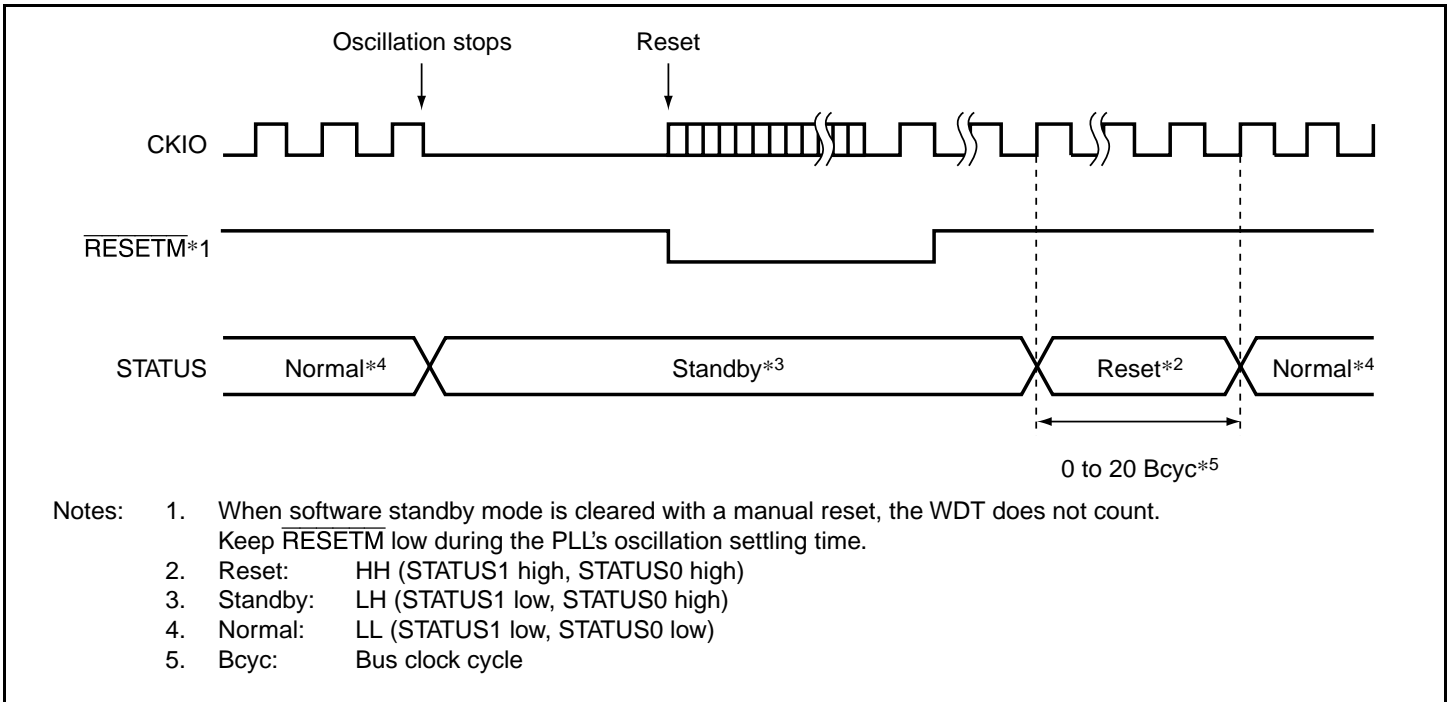 Oscillation stops Reset
CKIO
RESETM*1
STATUS Normal*4 Standby*3 Reset*2 Normal*4
0 to 20 Bcyc*5
Notes: 1. When software standby mode is cleared with a manual reset, the WDT does not count.
Keep RESETM low during the PLL's oscillation settling time.
2. Reset: HH (STATUS1 high, STATUS0 high)
3. Standby: LH (STATUS1 low, STATUS0 high)
4. Normal: LL (STATUS1 low, STATUS0 low)
5. Bcyc: Bus clock cycle